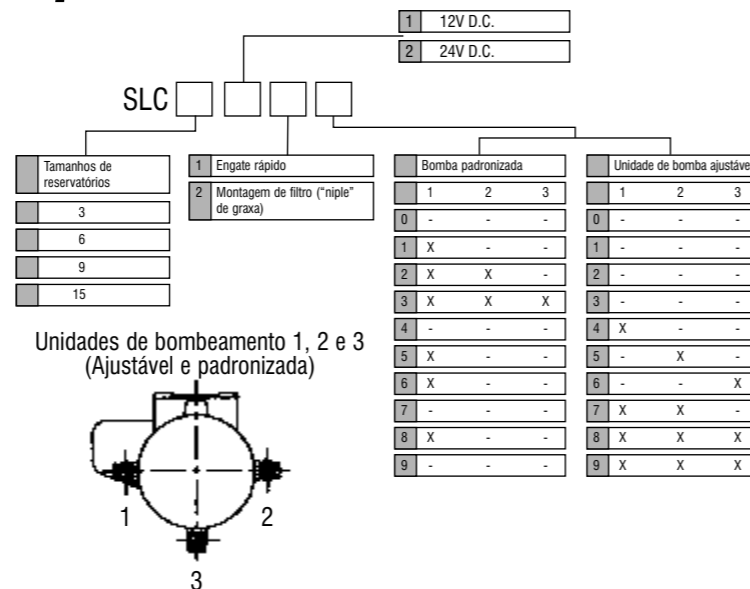 1 12V D.C.
2 24V D.C.
SLC
Tamanhos de
reservatórios
3
6
9
15
1 Engate rápido
2 Montagem de filtro ("niple"
de graxa)
Bomba padronizada
1 2 3
0 - - -
1 X - -
2 X X -
3 X X X
4 - - -
5 X - -
6 X - -
7 - - -
8 X - -
9 - - -
Unidade de bomba ajustáve
1 2 3
0 - - -
1 - - -
2 - - -
3 - - -
4 X - -
5 - X -
6 - - X
7 X X -
8 X X X
9 X X X
Unidades de bombeamento 1, 2 e 3
(Ajustável e padronizada)
1
2
3